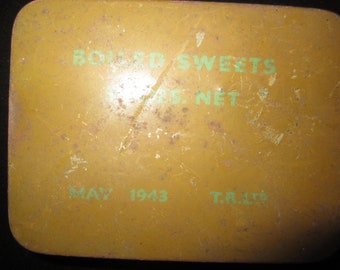 BOILED SWEETS
NET
MAY 1943 T.R. LTD